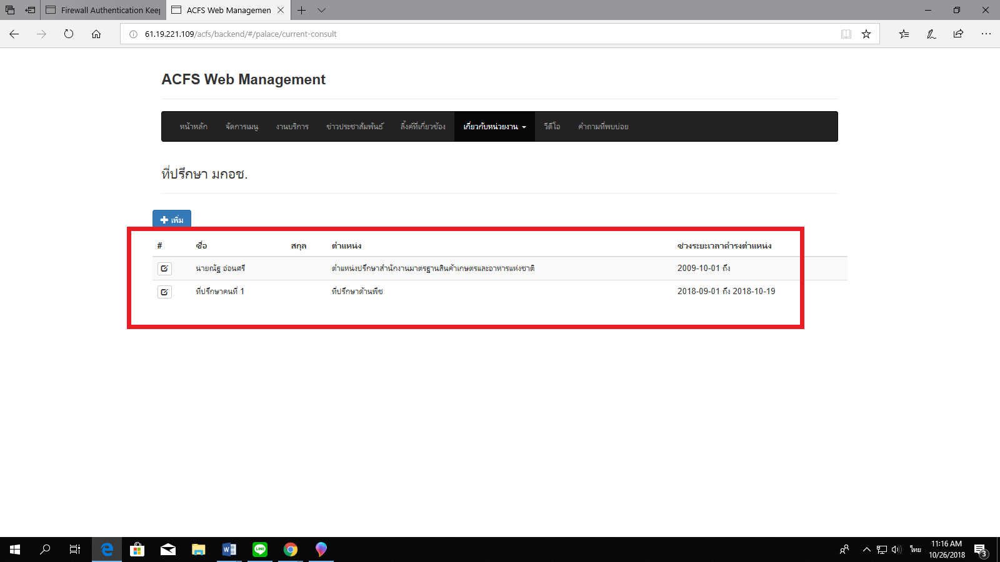 Firewall Authentication Keep
ACFS Web Managemen
61.19.221.109/acfs/backend/#/palace/current-consult
ACFS Web Management
หน้าหลัก จัดการเมนู งานบริการ ข่าวประชาสัมพันธ์ ลิ้งค์ที่เกี่ยวข้อง เกี่ยวกับหน่วยงาน วีดีโอ คำถามที่พบบ่อย
ที่ปรึกษา มกอช.
เพิ่ม
# ชื่อ สกุล ตำแหน่ง ช่วงระยะเวลาดำรงตำแหน่ง
นายณัฐ อ่อนศรี ตำแหน่งปรึกษาสำนักงานมาตรฐานสินค้าเกษตรและอาหารแห่งชาติ 2009-10-01 ถึง
ที่ปรึกษาคนที่ 1 ที่ปรึกษาด้านพืช 2018-09-01 ถึง 2018-10-19
LINE
ไทย
11:16 AM
10/26/2018
3